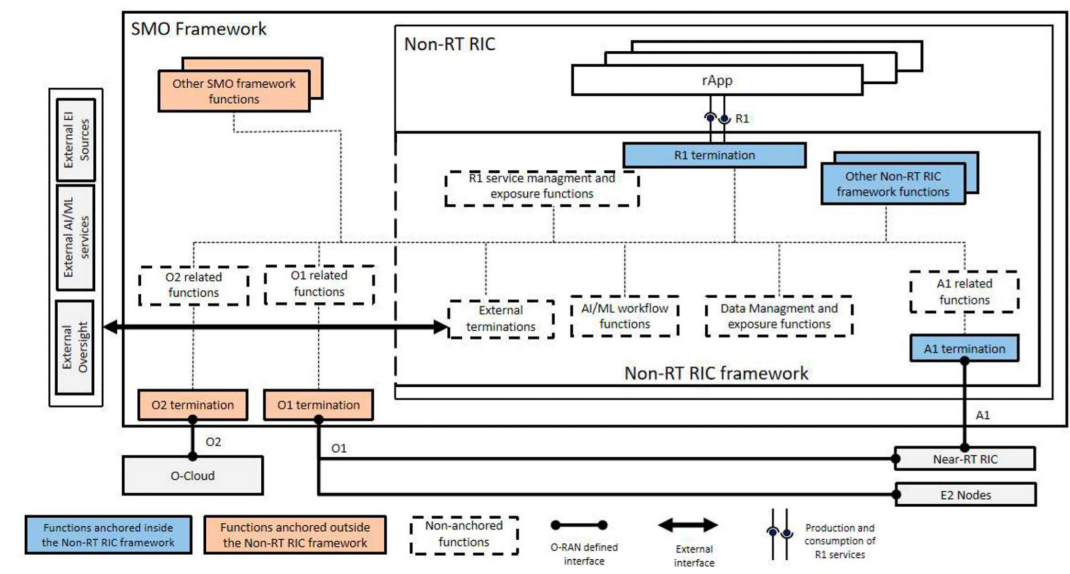 SMO Framework
Non-RT RIC
Other SMO framework
functions
rApp
R1
R1 termination
R1 service managment and
exposure functions
Other Non-RT RIC
framework functions
External EI
Sources
External AI/ML
services
External
Oversight
O2 related
functions
O1 related
functions
External
terminations
AI/ML workflow
functions
Data Managment and
exposure functions
A1 related
functions
A1 termination
Non-RT RIC framework
O2 termination
O1 termination
A1
O2
O1
O-Cloud
Near-RT RIC
E2 Nodes
Functions anchored inside
the Non-RT RIC framework
Functions anchored outside
the Non-RT RIC framework
Non-anchored
functions
O-RAN defined
interface
External
interface
Production and
consumption of
R1 services